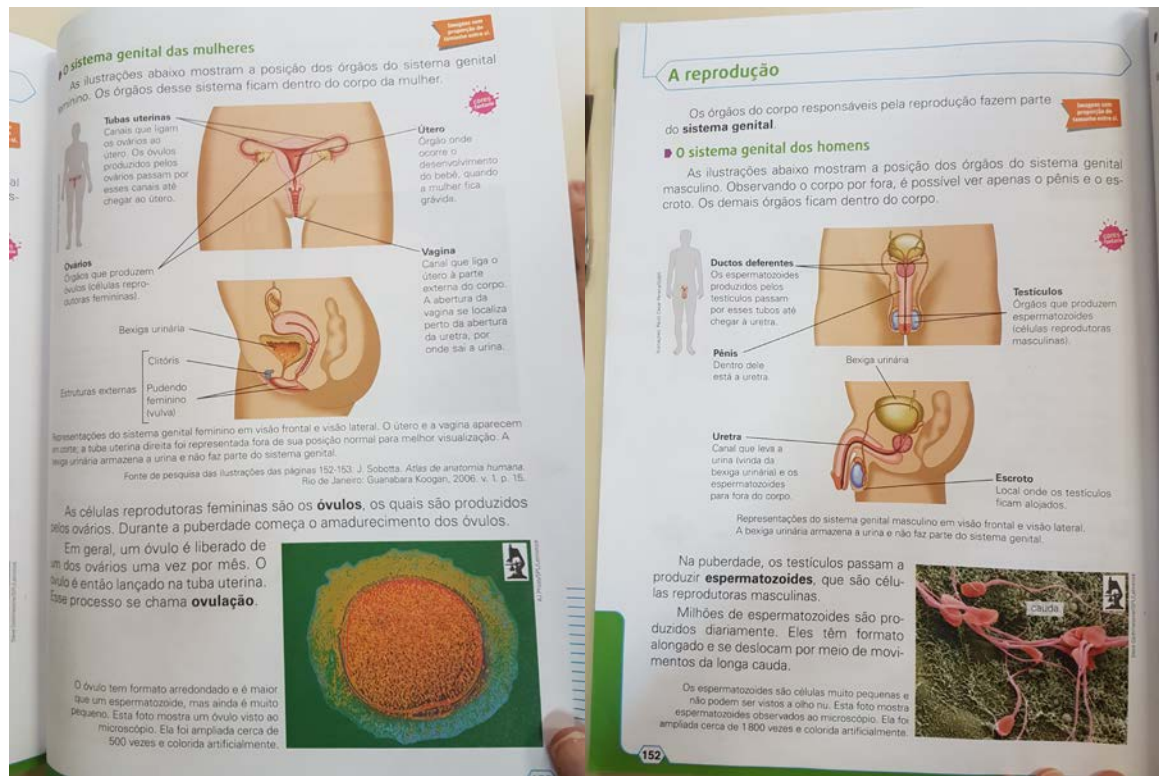 O sistema genital das mulheres
Imagens sem
proporção de
tamanho entre si.
As ilustrações abaixo mostram a posição dos órgãos do sistema genital
feminino. Os órgãos desse sistema ficam dentro do corpo da mulher.
cores
fantasia
Tubas uterinas
Canais que ligam
os ovários ao
útero. Os óvulos
produzidos pelos
ovários passam por
esses canais até
chegar ao útero.
Útero
Órgão onde
ocorre o
desenvolvimento
do bebê, quando
a mulher fica
grávida.
Ovários
Órgãos que produzem
óvulos (células repro-
dutoras femininas).
Vagina
Canal que liga o
útero à parte
externa do corpo.
A abertura da
vagina se localiza
perto da abertura
da uretra, por
onde sai a urina.
Bexiga urinária
Clitóris
Estruturas externas
Pudendo
feminino
(vulva)
Representações do sistema genital feminino em visão frontal e visão lateral. O útero e a vagina aparecem
em corte; a tuba uterina direita foi representada fora de sua posição normal para melhor visualização. A
bexiga urinária armazena a urina e não faz parte do sistema genital.
Fonte de pesquisa das ilustrações das páginas 152-153: J. Sobotta. Atlas de anatomia humana.
Rio de Janeiro: Guanabara Koogan, 2006. v. 1. p. 15.
As células reprodutoras femininas são os óvulos, os quais são produzidos
pelos ovários. Durante a puberdade começa o amadurecimento dos óvulos.
Em geral, um óvulo é liberado de
um dos ovários uma vez por mês. O
óvulo é então lançado na tuba uterina.
Esse processo se chama ovulação.
O óvulo tem formato arredondado e é maior
que um espermatozoide, mas ainda é muito
pequeno. Esta foto mostra um óvulo visto ao
microscópio. Ela foi ampliada cerca de
500 vezes e colorida artificialmente.
A reprodução
Os órgãos do corpo responsáveis pela reprodução fazem parte
do sistema genital.
Imagens sem
proporção de
tamanho entre si.
O sistema genital dos homens
As ilustrações abaixo mostram a posição dos órgãos do sistema genital
masculino. Observando o corpo por fora, é possível ver apenas o pênis e o es-
croto. Os demais órgãos ficam dentro do corpo.
cores
fantasia
Ductos deferentes
Os espermatozoides
produzidos pelos
testículos passam
por esses tubos até
chegar à uretra.
Testículos
Órgãos que produzem
espermatozoides
(células reprodutoras
masculinas).
Pênis
Dentro dele
está a uretra.
Bexiga urinária
Uretra
Canal que leva a
urina (vinda da
bexiga urinária) e os
espermatozoides
para fora do corpo.
Escroto
Local onde os testículos
ficam alojados.
Representações do sistema genital masculino em visão frontal e visão lateral.
A bexiga urinária armazena a urina e não faz parte do sistema genital.
Na puberdade, os testículos passam a
produzir espermatozoides, que são célu-
las reprodutoras masculinas.
Milhões de espermatozoides são pro-
duzidos diariamente. Eles têm formato
alongado e se deslocam por meio de movi-
mentos da longa cauda.
cauda
Os espermatozoides são células muito pequenas e
não podem ser vistos a olho nu. Esta foto mostra
espermatozoides observados ao microscópio. Ela foi
ampliada cerca de 1 800 vezes e colorida artificialmente.
152